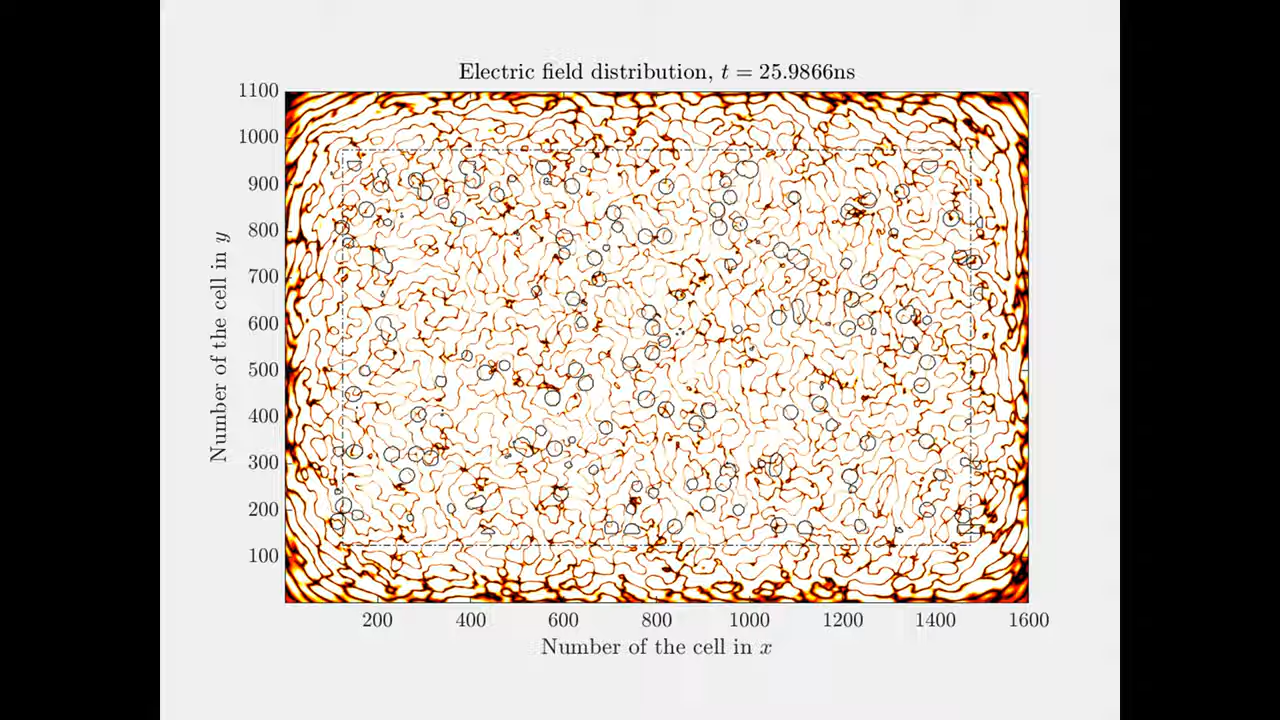 Electric field distribution, t = 25.9866ns
1100
1000
900
800
700
600
500
400
300
200
100
Number of the cell in y
200 400 600 800 1000 1200 1400 1600
Number of the cell in x